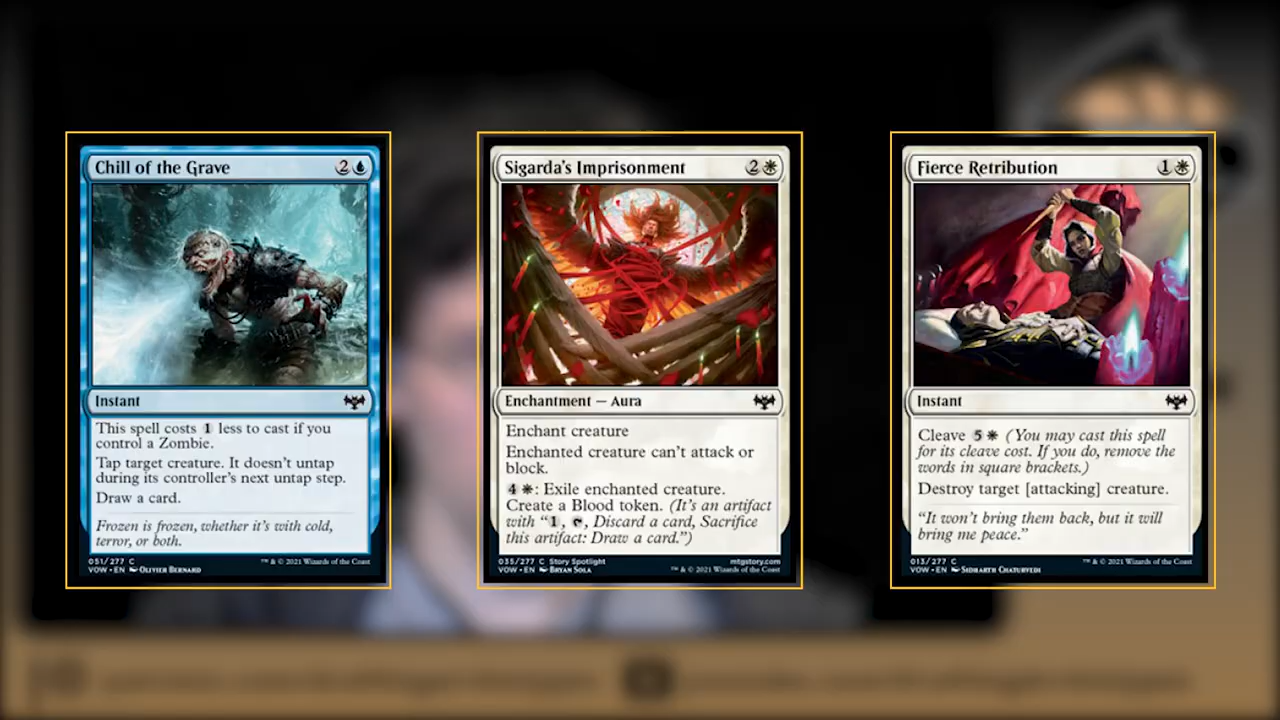 Chill of the Grave 2
Instant
This spell costs 1 less to cast if you
control a Zombie.
Tap target creature. It doesn't untap
during its controller's next untap step.
Draw a card.
Frozen is frozen, whether it's with cold,
terror, or both.
051/277 C
VOW • EN OLIVIER BERNARD
™ & © 2021 Wizards of the Coast
Sigarda's Imprisonment 2
Enchantment — Aura
Enchant creature
Enchanted creature can't attack or
block.
4 : Exile enchanted creature.
Create a Blood token. (It's an artifact
with "1, , Discard a card, Sacrifice
this artifact: Draw a card.")
035/277 C Story Spotlight
mtgstory.com
VOW • EN BRYAN SOLA
™ & © 2021 Wizards of the Coast
Fierce Retribution 1
Instant
Cleave 5 (You may cast this spell
for its cleave cost. If you do, remove the
words in square brackets.)
Destroy target [attacking] creature.
"It won't bring them back, but it will
bring me peace."
013/277 C
VOW • EN SIDHARTH CHATURVEDI
™ & © 2021 Wizards of the Coast